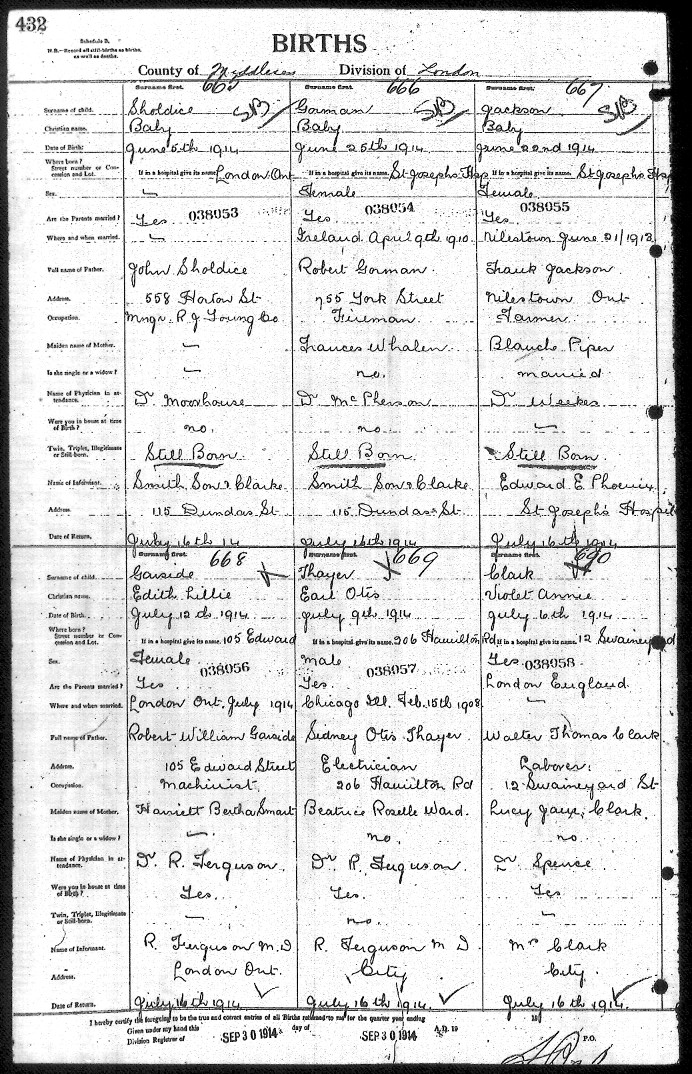 432
Schedule B.
N.B.—Record all still-births as births, as well as deaths.
BIRTHS
County of Middlesex Division of London
Surname first. 665 Surname first. 666 Surname first. 667
Surname of child. Sholdice SB Gorman SB Jackson SB
Christian name. Baby Baby Baby
Date of Birth: June 5th 1914 June 25th 1914 June 22nd 1914
Where born? Street number or Concession and Lot. If in a hospital give its name. London Ont If in a hospital give its name. St Josephs Hosp If in a hospital give its name. St Josephs Hosp
Sex. Female Female
Are the Parents married? Yes 038053 Yes 038054 Yes 038055
Where and when married. Ireland April 9th 1910 Nilestown June 21/1913
Full name of Father. John Sholdice Robert Gorman Frank Jackson
Address. 558 Horton St 755 York Street Nilestown Ont
Occupation. Mngr. R. J. Young Co Fireman Farmer
Maiden name of Mother. Frances Whalen Blanche Piper
Is she single or a widow? no. married
Name of Physician in attendance. Dr Moorhouse Dr McPherson Dr Weekes
Were you in house at time of Birth? no. no
Twin, Triplet, Illegitimate or Still-born. Still Born Still Born Still Born
Name of Informant. Smith Son & Clarke Smith Son & Clarke Edward E Phoenix
Address. 115 Dundas St 115 Dundas St St Joseph's Hospital
Date of Return. July 16th 14 July 16th 1914 July 16th 1914
Surname first. 668 Surname first. 669 Surname first. 690
Surname of child. Garside Thayer Clark
Christian name. Edith Lillie Earl Otis Violet Annie
Date of Birth. July 12th 1914 July 9th 1914 July 6th 1914
Where born? Street number or Concession and Lot. If in a hospital give its name. 105 Edward If in a hospital give its name. 206 Hamilton Rd If in a hospital give its name. 12 Swaineyard
Sex. Female Male Yes
Are the Parents married? Yes 038056 Yes. 038057 London England 038058
Where and when married. London Ont. July 1914 Chicago Ill. Feb. 15th 1908
Full name of Father. Robert William Garside Sidney Otis Thayer Walter Thomas Clark
Address. 105 Edward Street Electrician Laborer
Occupation. Machinist 206 Hamilton Rd 12 Swaineyard St
Maiden name of Mother. Harriett Bertha Smart Beatrice Roselle Ward. Lucy Clark.
Is she single or a widow? no. no
Name of Physician in attendance. Dr R. Ferguson Dr R. Ferguson Dr Spence
Were you in house at time of Birth? Yes. Yes. Yes
Twin, Triplet, Illegitimate or Still-born. no.
Name of Informant. R. Ferguson M.D R. Ferguson M D Mrs Clark
Address. London Ont. City City.
Date of Return. July 16th 1914 July 16th 1914. July 16th 1914.
I hereby certify the foregoing to be the true and correct entries of all Births returned to me for the quarter year ending 19
Given under my hand this SEP 30 1914 day of SEP 30 1914 A.D. 19
Division Registrar of P.O.